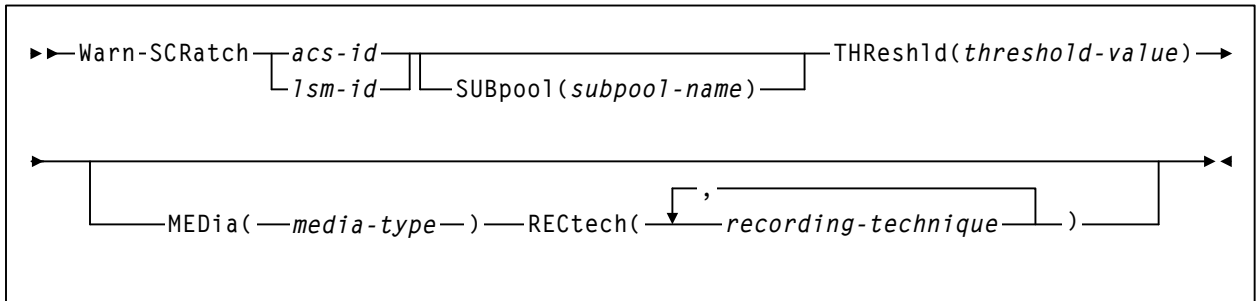 Warn-SCRatch acs-id THReshld(threshold-value)
lsm-id SUBpool(subpool-name)
,
MEDia( media-type ) RECtech( recording-technique )